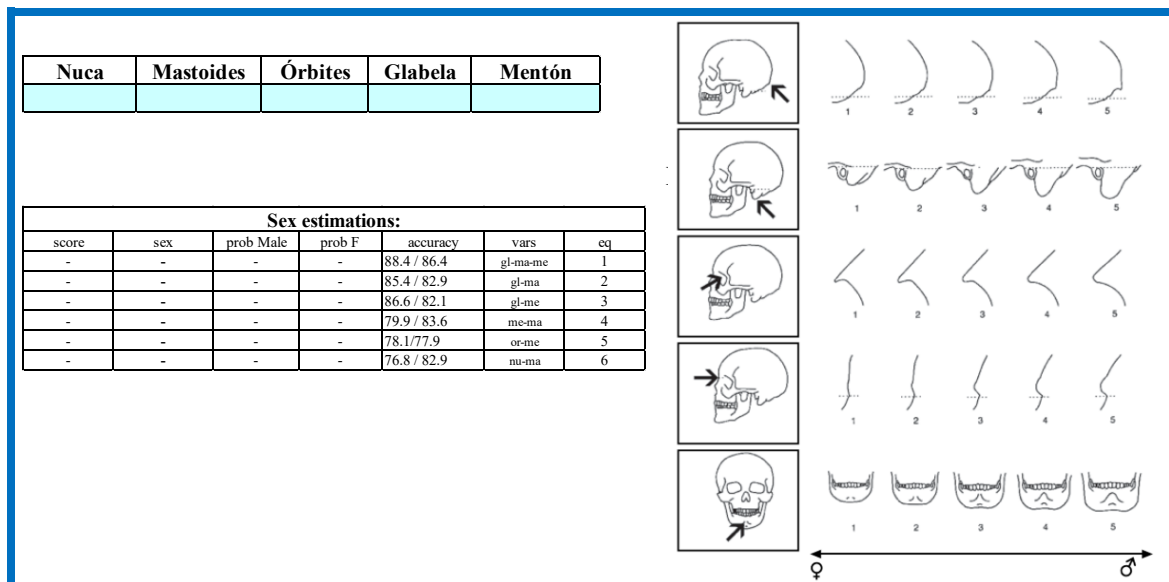 Nuca Mastoides Órbites Glabela Mentón
Sex estimations:
score sex prob Male prob F accuracy vars eq
- - - - 88.4 / 86.4 gl-ma-me 1
- - - - 85.4 / 82.9 gl-ma 2
- - - - 86.6 / 82.1 gl-me 3
- - - - 79.9 / 83.6 me-ma 4
- - - - 78.1/77.9 or-me 5
- - - - 76.8 / 82.9 nu-ma 6
1 2 3 4 5
1 2 3 4 5
1 2 3 4 5
1 2 3 4 5
1 2 3 4 5
♀ ♂